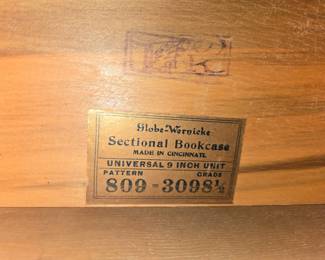 Globe-Wernicke
Sectional Bookcase
MADE IN CINCINNATI
UNIVERSAL 9 INCH UNIT
PATTERN GRADE
809 - 3098½